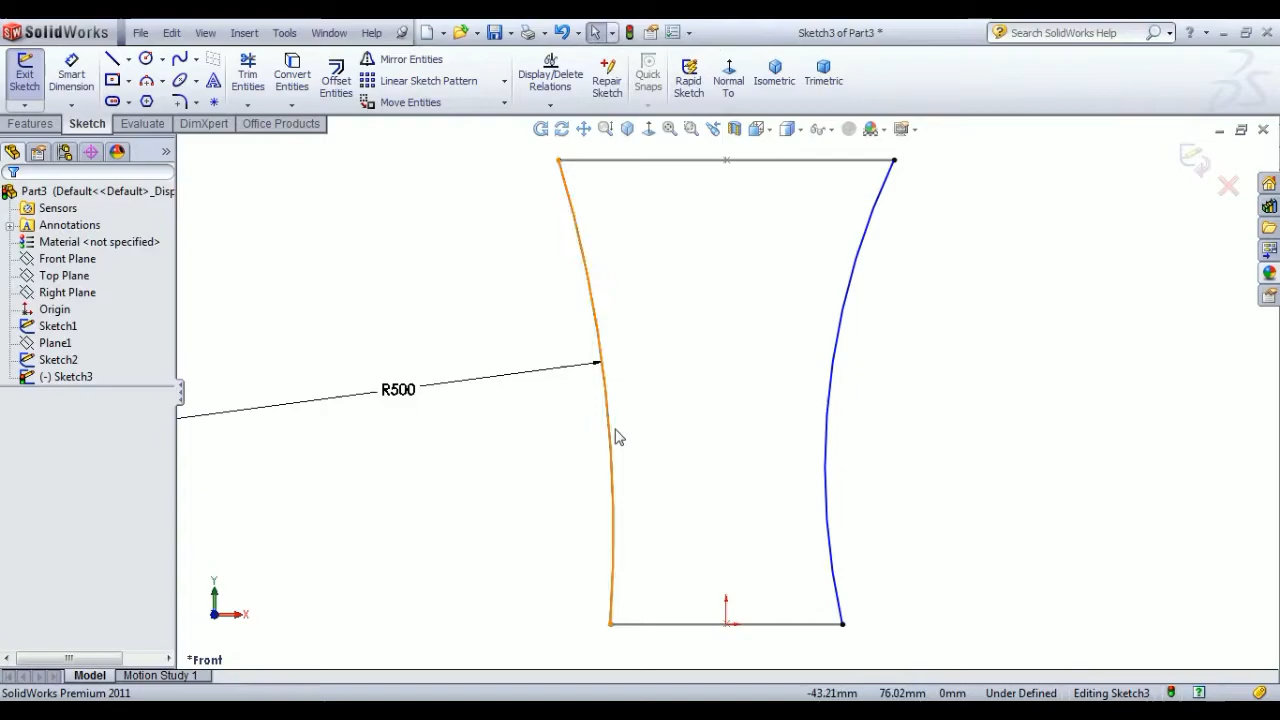 SolidWorks File Edit View Insert Tools Window Help Sketch3 of Part3 * Search SolidWorks Help
Exit Sketch
Smart Dimension
Trim Entities
Convert Entities
Offset Entities
Mirror Entities
Linear Sketch Pattern
Move Entities
Display/Delete Relations
Repair Sketch
Quick Snaps
Rapid Sketch
Normal To
Isometric
Trimetric
Features Sketch Evaluate DimXpert Office Products
Part3 (Default<<Default>_Disp
Sensors
Annotations
Material <not specified>
Front Plane
Top Plane
Right Plane
Origin
Sketch1
Plane1
Sketch2
(-) Sketch3
R500
Y
X
*Front
Model Motion Study 1
SolidWorks Premium 2011 -43.21mm 76.02mm 0mm Under Defined Editing Sketch3